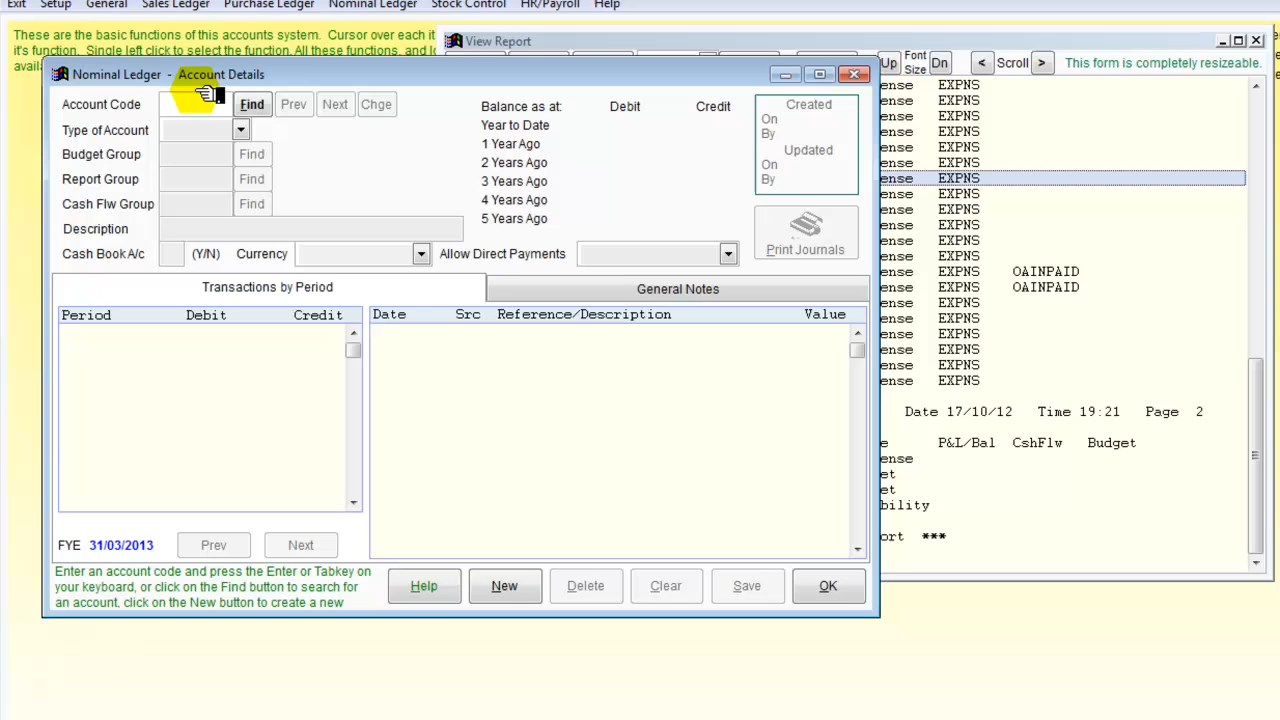 Exit Setup General Sales Ledger Purchase Ledger Nominal Ledger Stock Control HR/Payroll Help
These are the basic functions of this accounts system. Cursor over each it
it's function. Single left click to select the function. All these functions, and lo
avail
View Report
Up Font Size Dn < Scroll > This form is completely resizeable.
Nominal Ledger - Account Details
Account Code Find Prev Next Chge
Type of Account
Budget Group Find
Report Group Find
Cash Flw Group Find
Description
Cash Book A/c (Y/N) Currency Allow Direct Payments
Balance as at: Debit Credit
Year to Date
1 Year Ago
2 Years Ago
3 Years Ago
4 Years Ago
5 Years Ago
Created
On
By
Updated
On
By
Print Journals
Transactions by Period General Notes
Period Debit Credit
Date Src Reference/Description Value
FYE 31/03/2013 Prev Next
Enter an account code and press the Enter or Tabkey on
your keyboard, or click on the Find button to search for
an account, click on the New button to create a new
Help New Delete Clear Save OK
ense EXPNS
ense EXPNS
ense EXPNS
ense EXPNS
ense EXPNS
ense EXPNS
ense EXPNS
ense EXPNS
ense EXPNS
ense EXPNS
ense EXPNS
ense EXPNS
ense EXPNS OAINPAID
ense EXPNS OAINPAID
ense EXPNS
ense EXPNS
ense EXPNS
ense EXPNS
ense EXPNS
ense EXPNS
Date 17/10/12 Time 19:21 Page 2
e P&L/Bal CshFlw Budget
ense
et
et
bility
ort ***